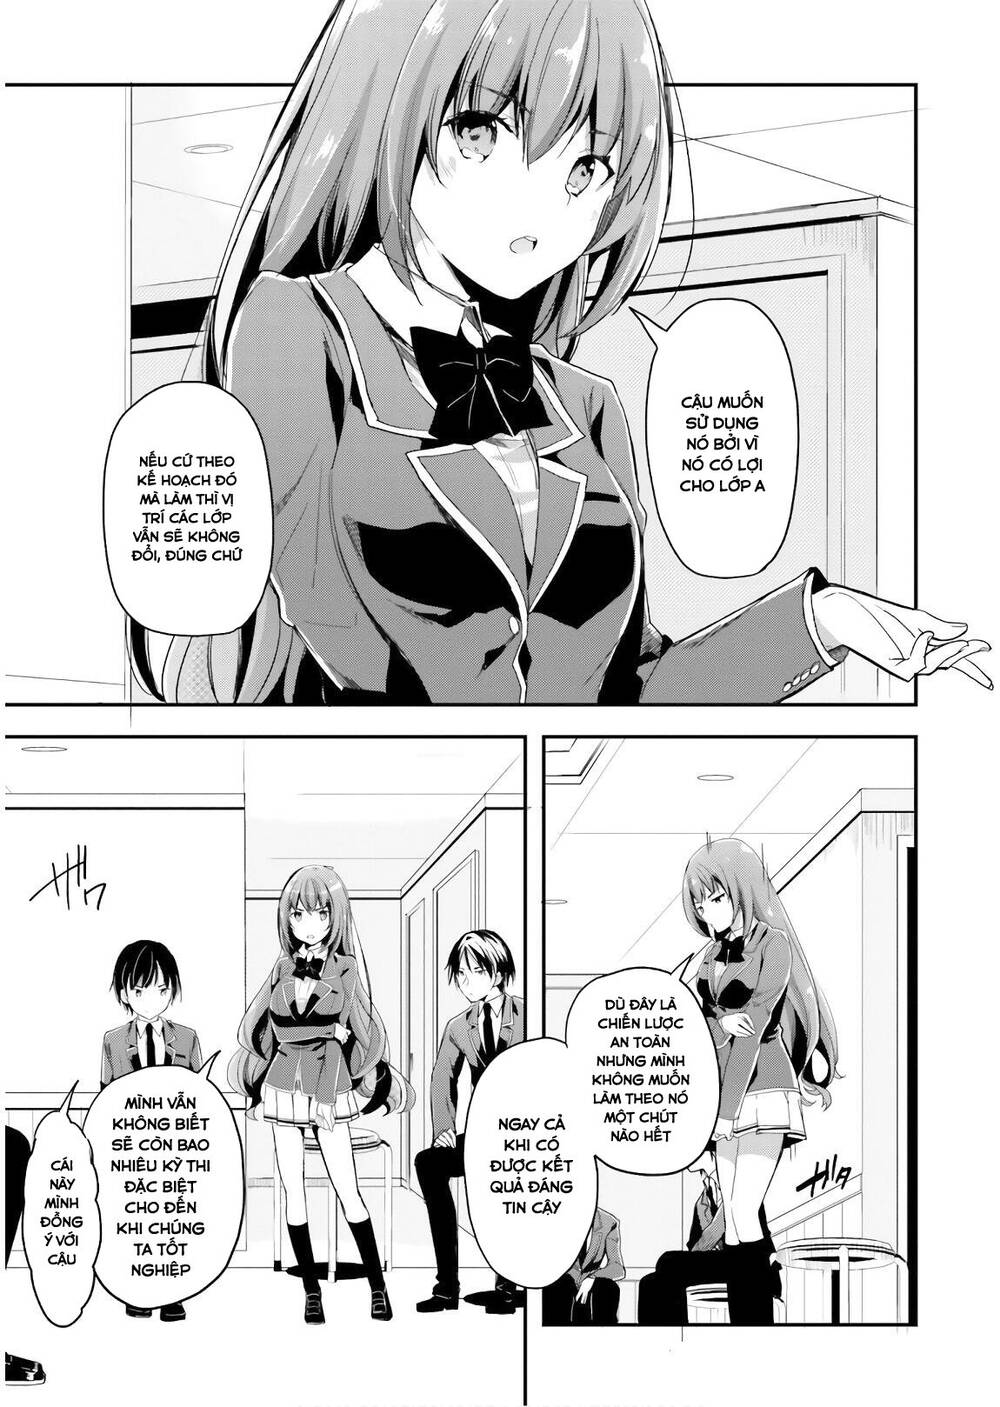 CẬU MUỐN
SỬ DỤNG
NÓ BỞI VÌ
NÓ CÓ LỢI
CHO LỚP A
NẾU CỨ THEO
KẾ HOẠCH ĐÓ
MÀ LÀM THÌ VỊ
TRÍ CÁC LỚP
VẪN SẼ KHÔNG
ĐỔI, ĐÚNG CHỨ
DÙ ĐÂY LÀ
CHIẾN LƯỢC
AN TOÀN
NHƯNG MÌNH
KHÔNG MUỐN
LÀM THEO NÓ
MỘT CHÚT
NÀO HẾT
NGAY CẢ
KHI CÓ
ĐƯỢC KẾT
QUẢ ĐÁNG
TIN CẬY
MÌNH VẪN
KHÔNG BIẾT
SẼ CÒN BAO
NHIÊU KỲ THI
ĐẶC BIỆT
CHO ĐẾN
KHI CHÚNG
TA TỐT
NGHIỆP
CÁI
NÀY
MÌNH
ĐỒNG
Ý VỚI
CẬU